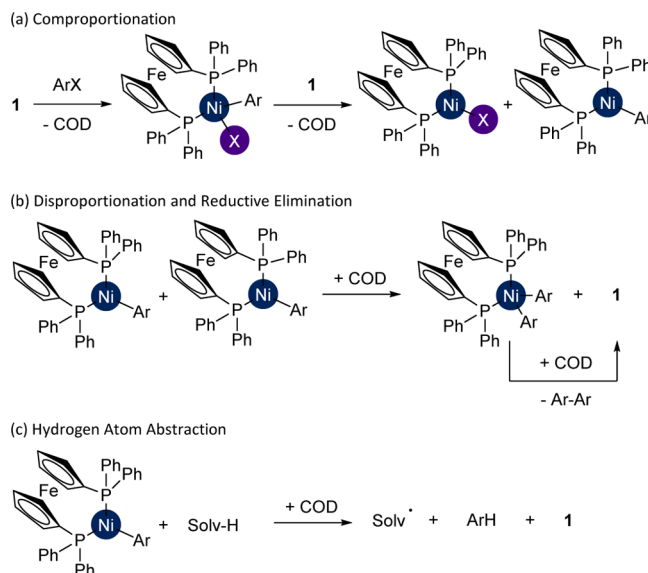 (a) Comproportionation
1
ArX
- COD
Fe
Ph
Ph
P
Ni
Ar
X
P
Ph
Ph
1
- COD
Fe
Ph
Ph
P
Ni
X
P
Ph
Ph
+
Fe
Ph
Ph
P
Ni
Ar
P
Ph
Ph
(b) Disproportionation and Reductive Elimination
Fe
Ph
Ph
P
Ni
Ar
P
Ph
Ph
+
Fe
Ph
Ph
P
Ni
Ar
P
Ph
Ph
+ COD
Fe
Ph
Ph
P
Ni
Ar
Ar
P
Ph
Ph
+
1
+ COD
- Ar-Ar
(c) Hydrogen Atom Abstraction
Fe
Ph
Ph
P
Ni
Ar
P
Ph
Ph
+
Solv-H
+ COD
Solv·
+
ArH
+
1